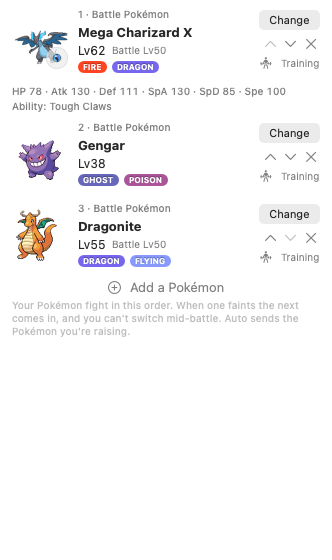 1 · Battle Pokémon
Change
Mega Charizard X
Lv62 Battle Lv50
FIRE DRAGON
Training
HP 78 · Atk 130 · Def 111 · SpA 130 · SpD 85 · Spe 100
Ability: Tough Claws
2 · Battle Pokémon
Change
Gengar
Lv38
GHOST POISON
Training
3 · Battle Pokémon
Change
Dragonite
Lv55 Battle Lv50
DRAGON FLYING
Training
Add a Pokémon
Your Pokémon fight in this order. When one faints the next
comes in, and you can't switch mid-battle. Auto sends the
Pokémon you're raising.